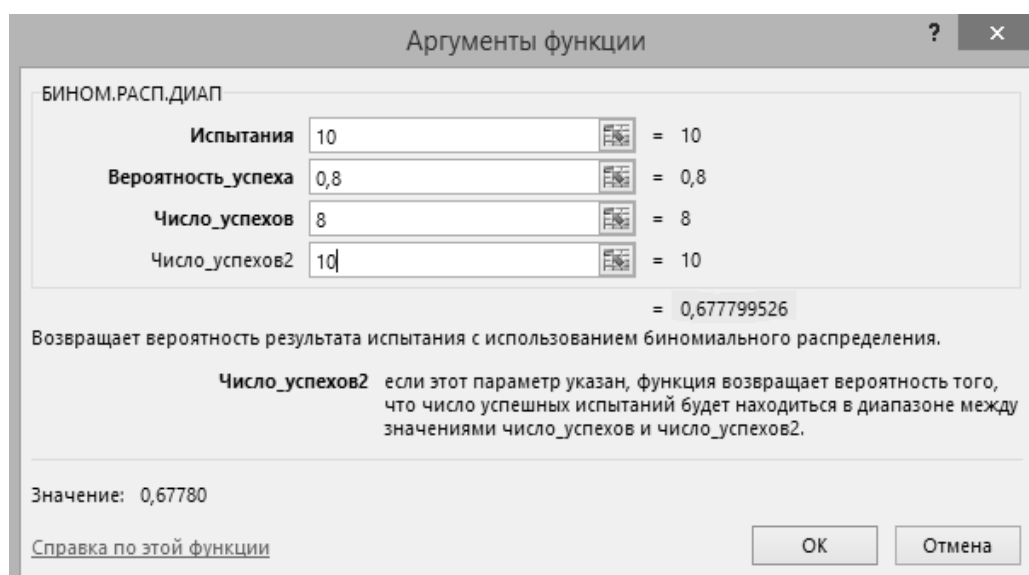 Аргументы функции ? ×
БИНОМ.РАСП.ДИАП
Испытания 10 = 10
Вероятность_успеха 0,8 = 0,8
Число_успехов 8 = 8
Число_успехов2 10 = 10
= 0,677799526
Возвращает вероятность результата испытания с использованием биномиального распределения.
Число_успехов2 если этот параметр указан, функция возвращает вероятность того,
что число успешных испытаний будет находиться в диапазоне между
значениями число_успехов и число_успехов2.
Значение: 0,67780
Справка по этой функции ОК Отмена